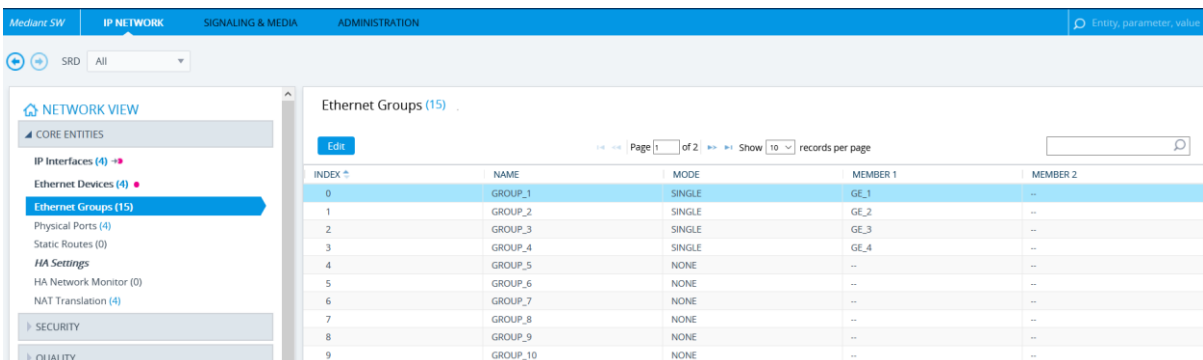 Mediant SW IP NETWORK SIGNALING & MEDIA ADMINISTRATION Entity, parameter, value
SRD All
NETWORK VIEW
CORE ENTITIES
IP Interfaces (4)
Ethernet Devices (4)
Ethernet Groups (15)
Physical Ports (4)
Static Routes (0)
HA Settings
HA Network Monitor (0)
NAT Translation (4)
SECURITY
QUALITY
Ethernet Groups (15)
Edit Page 1 of 2 Show 10 records per page
INDEX NAME MODE MEMBER 1 MEMBER 2
0 GROUP_1 SINGLE GE_1 --
1 GROUP_2 SINGLE GE_2 --
2 GROUP_3 SINGLE GE_3 --
3 GROUP_4 SINGLE GE_4 --
4 GROUP_5 NONE -- --
5 GROUP_6 NONE -- --
6 GROUP_7 NONE -- --
7 GROUP_8 NONE -- --
8 GROUP_9 NONE -- --
9 GROUP_10 NONE -- --